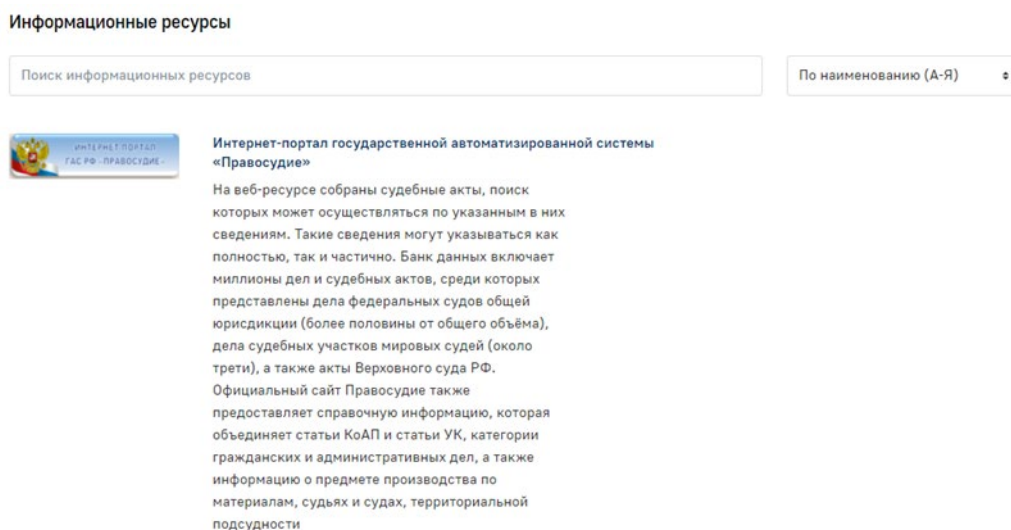 Информационные ресурсы
Поиск информационных ресурсов
По наименованию (А-Я)
ИНТЕРНЕТ ПОРТАЛ
ГАС РФ «ПРАВОСУДИЕ»
Интернет-портал государственной автоматизированной системы
«Правосудие»
На веб-ресурсе собраны судебные акты, поиск
которых может осуществляться по указанным в них
сведениям. Такие сведения могут указываться как
полностью, так и частично. Банк данных включает
миллионы дел и судебных актов, среди которых
представлены дела федеральных судов общей
юрисдикции (более половины от общего объёма),
дела судебных участков мировых судей (около
трети), а также акты Верховного суда РФ.
Официальный сайт Правосудие также
предоставляет справочную информацию, которая
объединяет статьи КоАП и статьи УК, категории
гражданских и административных дел, а также
информацию о предмете производства по
материалам, судьях и судах, территориальной
подсудности